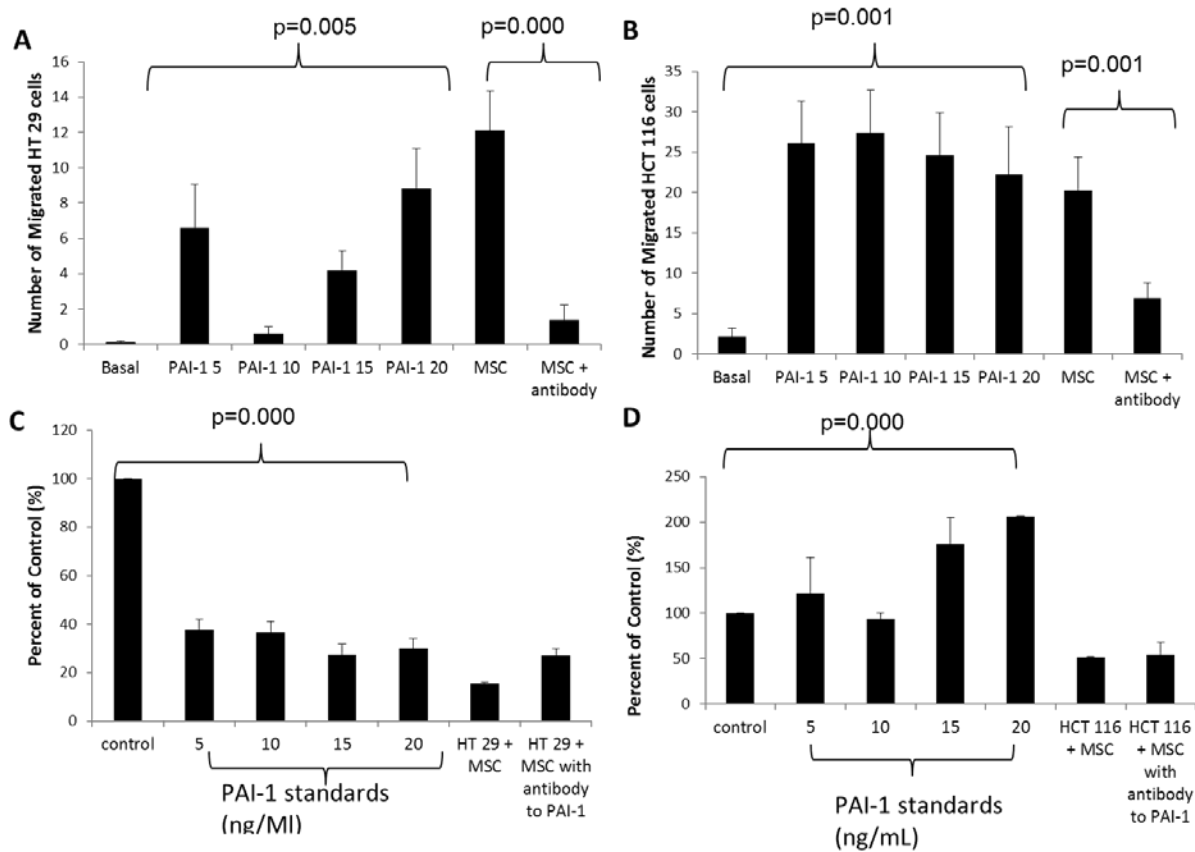 A
p=0.005
p=0.000
Number of Migrated HT 29 cells
16
14
12
10
8
6
4
2
0
Basal PAI-1 5 PAI-1 10 PAI-1 15 PAI-1 20 MSC MSC +
antibody
B
p=0.001
p=0.001
Number of Migrated HCT 116 cells
35
30
25
20
15
10
5
0
Basal PAI-1 5 PAI-1 10 PAI-1 15 PAI-1 20 MSC MSC +
antibody
C
p=0.000
Percent of Control (%)
120
100
80
60
40
20
0
control 5 10 15 20 HT 29 +
MSC
HT 29 +
MSC with
antibody
to PAI-1
PAI-1 standards
(ng/Ml)
D
p=0.000
Percent of Control (%)
250
200
150
100
50
0
control 5 10 15 20 HCT 116
+ MSC
HCT 116
+ MSC
with
antibody
to PAI-1
PAI-1 standards
(ng/mL)